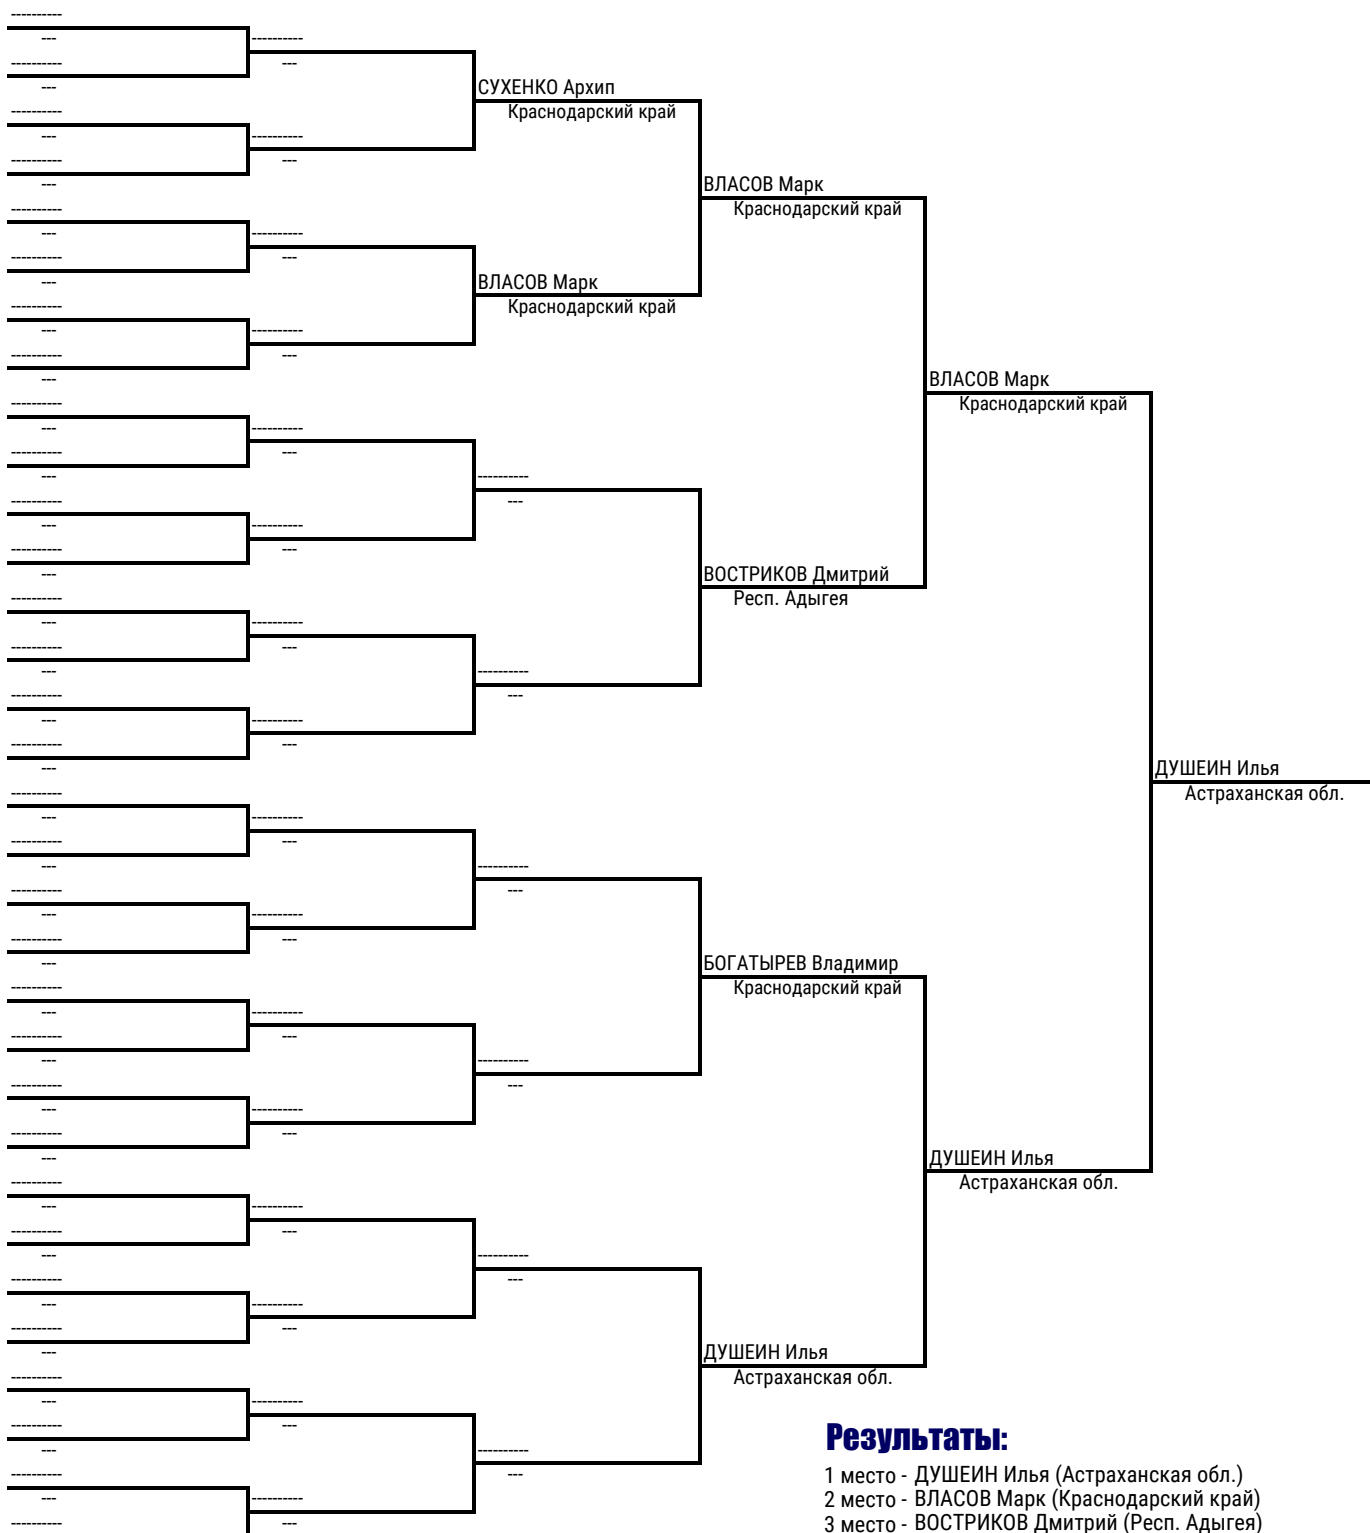 СУХЕНКО Архип
Краснодарский край
ВЛАСОВ Марк
Краснодарский край
ВЛАСОВ Марк
Краснодарский край
ВЛАСОВ Марк
Краснодарский край
ВОСТРИКОВ Дмитрий
Респ. Адыгея
ДУШЕИН Илья
Астраханская обл.
БОГАТЫРЕВ Владимир
Краснодарский край
ДУШЕИН Илья
Астраханская обл.
ДУШЕИН Илья
Астраханская обл.
Результаты:
1 место - ДУШЕИН Илья (Астраханская обл.)
2 место - ВЛАСОВ Марк (Краснодарский край)
3 место - ВОСТРИКОВ Дмитрий (Респ. Адыгея)